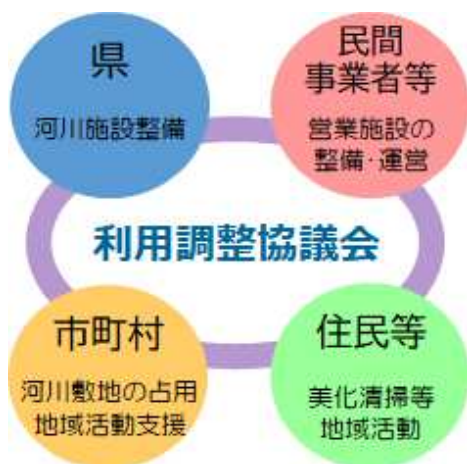 県
河川施設整備
民間
事業者等
営業施設の
整備・運営
利用調整協議会
市町村
河川敷地の占用
地域活動支援
住民等
美化清掃等
地域活動